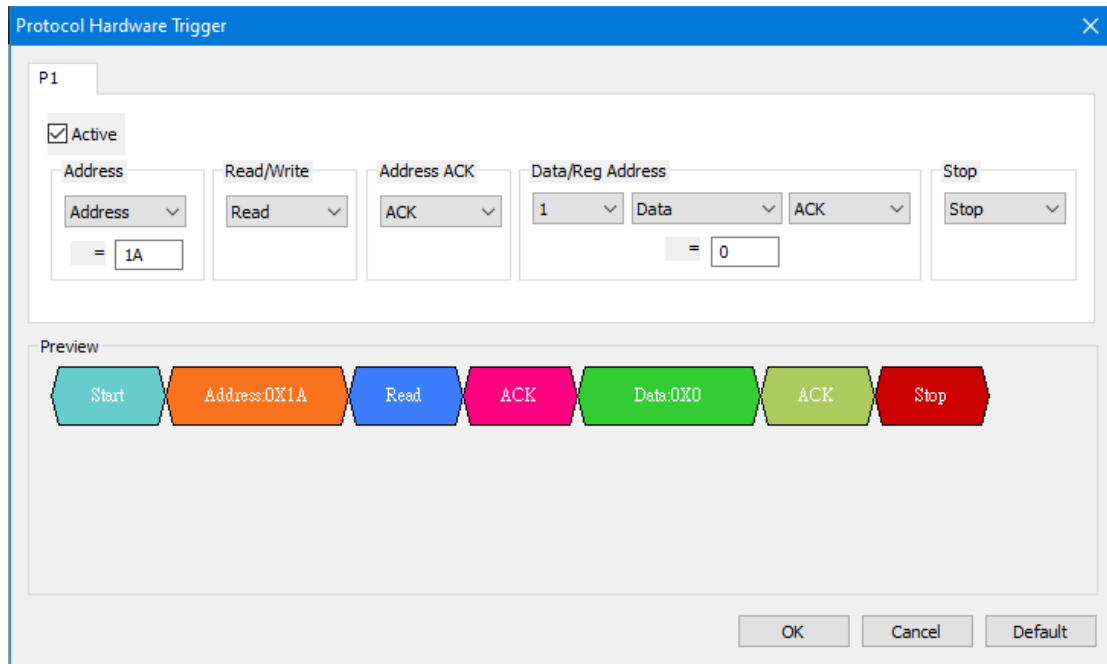 Protocol Hardware Trigger
P1
Active
Address Read/Write Address ACK Data/Reg Address Stop
Address Read ACK 1 Data ACK Stop
= 1A = 0
Preview
Start Address:0X1A Read ACK Data:0X0 ACK Stop
OK Cancel Default